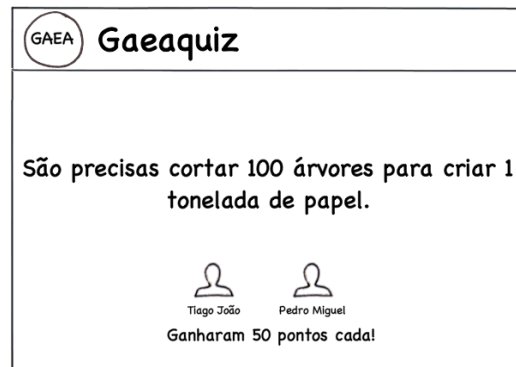 GAEA
Gaeaquiz
São precisas cortar 100 árvores para criar 1
tonelada de papel.
Tiago João
Pedro Miguel
Ganharam 50 pontos cada!